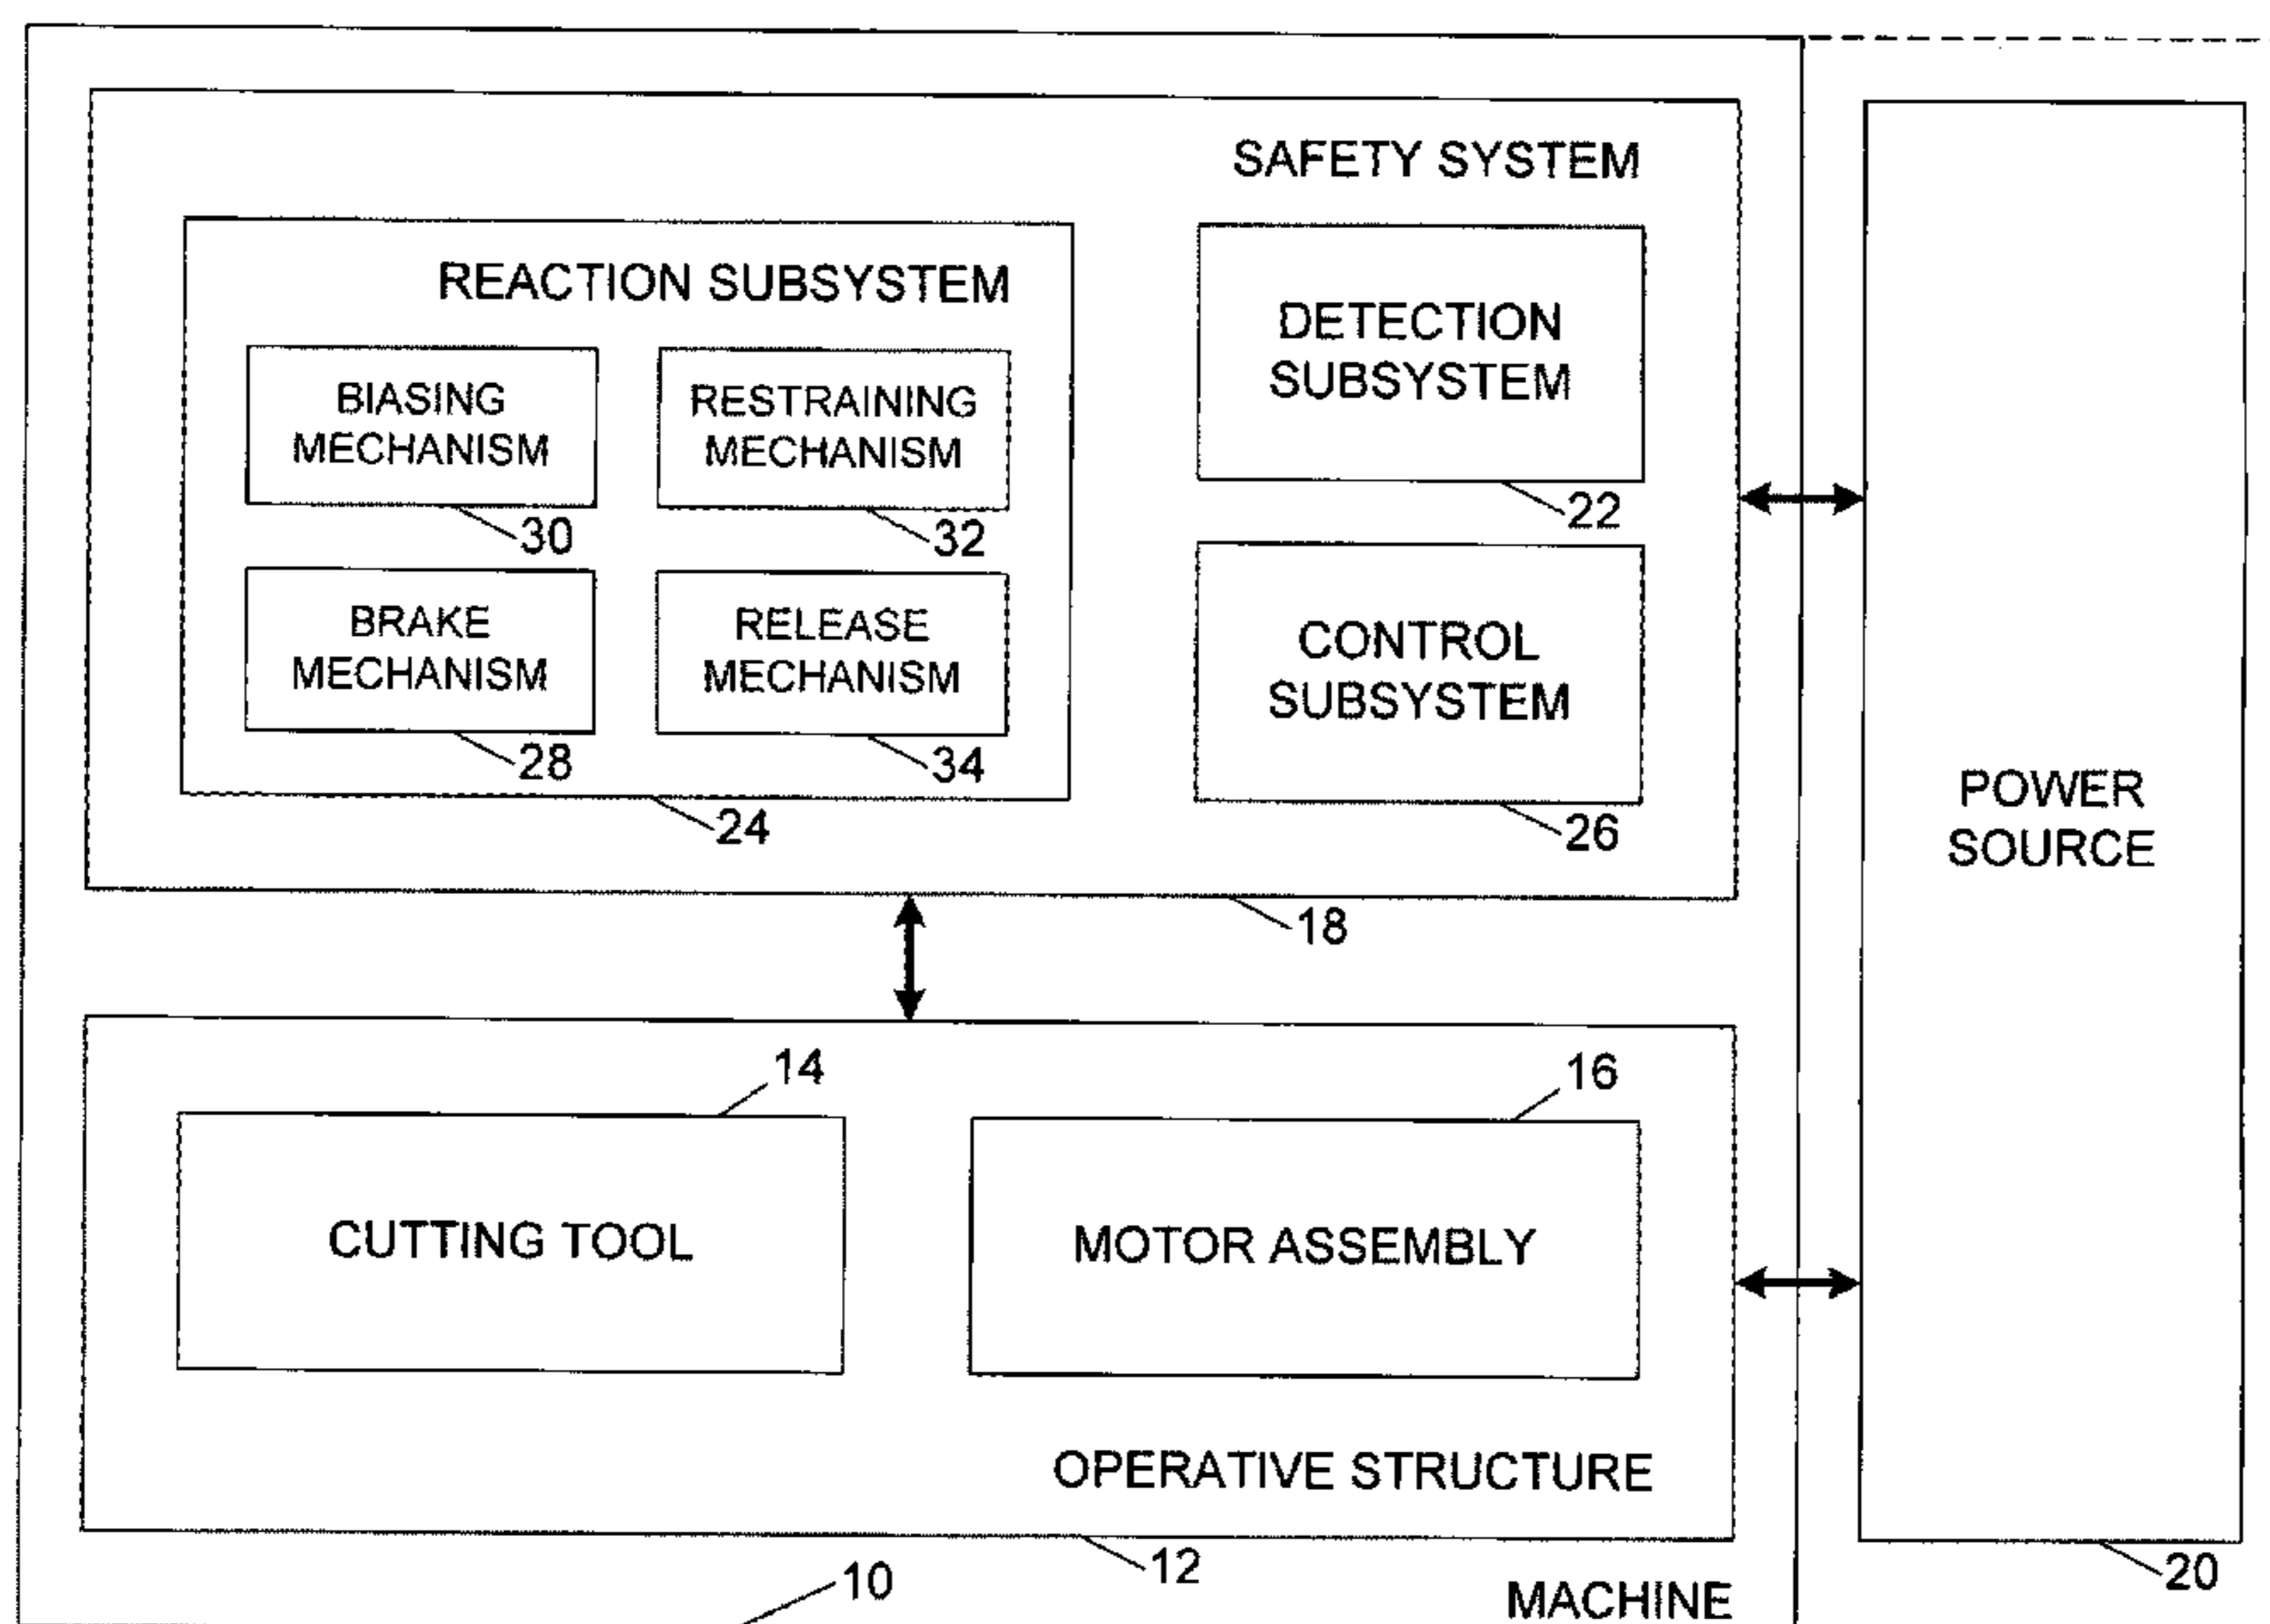 SAFETY SYSTEM
REACTION SUBSYSTEM
BIASING
MECHANISM
30
RESTRAINING
MECHANISM
32
BRAKE
MECHANISM
28
RELEASE
MECHANISM
34
24
DETECTION
SUBSYSTEM
22
CONTROL
SUBSYSTEM
26
18
POWER
SOURCE
20
14
CUTTING TOOL
16
MOTOR ASSEMBLY
OPERATIVE STRUCTURE
12
10
MACHINE